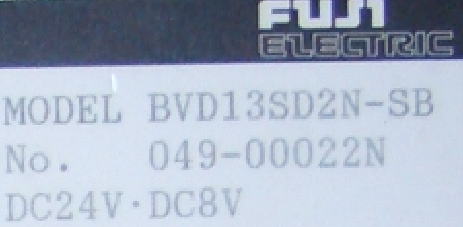 FUJI
ELECTRIC
MODEL BVD13SD2N-SB
No. 049-00022N
DC24V·DC8V